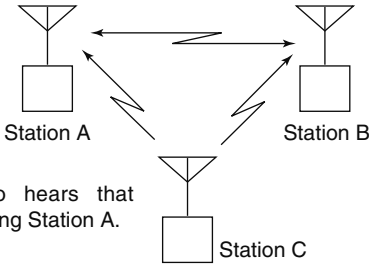 Station A
Station B
o hears that
ng Station A.
Station C